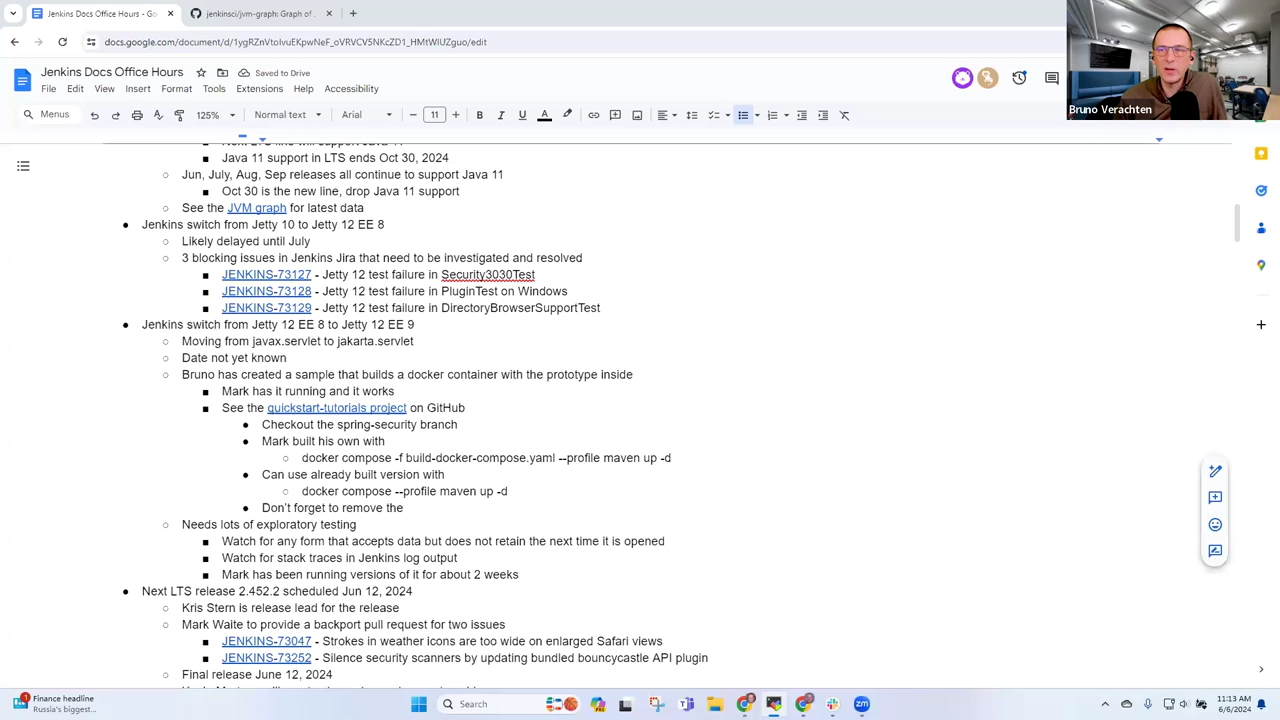 Jenkins Docs Office Hours -
jenkinsci/jvm-graph: Graph of
docs.google.com/document/d/1ygRZnVtoIvuEKpwNeF_oVRVCV5NKcZD1_HMtWIUZguo/edit
Jenkins Docs Office Hours
Saved to Drive
File Edit View Insert Format Tools Extensions Help Accessibility
Menus 125% Normal text Arial 11
Bruno Verachten
Java 11 support in LTS ends Oct 30, 2024
Jun, July, Aug, Sep releases all continue to support Java 11
Oct 30 is the new line, drop Java 11 support
See the JVM graph for latest data
Jenkins switch from Jetty 10 to Jetty 12 EE 8
Likely delayed until July
3 blocking issues in Jenkins Jira that need to be investigated and resolved
JENKINS-73127 - Jetty 12 test failure in Security3030Test
JENKINS-73128 - Jetty 12 test failure in PluginTest on Windows
JENKINS-73129 - Jetty 12 test failure in DirectoryBrowserSupportTest
Jenkins switch from Jetty 12 EE 8 to Jetty 12 EE 9
Moving from javax.servlet to jakarta.servlet
Date not yet known
Bruno has created a sample that builds a docker container with the prototype inside
Mark has it running and it works
See the quickstart-tutorials project on GitHub
Checkout the spring-security branch
Mark built his own with
docker compose -f build-docker-compose.yaml --profile maven up -d
Can use already built version with
docker compose --profile maven up -d
Don't forget to remove the
Needs lots of exploratory testing
Watch for any form that accepts data but does not retain the next time it is opened
Watch for stack traces in Jenkins log output
Mark has been running versions of it for about 2 weeks
Next LTS release 2.452.2 scheduled Jun 12, 2024
Kris Stern is release lead for the release
Mark Waite to provide a backport pull request for two issues
JENKINS-73047 - Strokes in weather icons are too wide on enlarged Safari views
JENKINS-73252 - Silence security scanners by updating bundled bouncycastle API plugin
Final release June 12, 2024
Finance headline
Russia's biggest...
Search
11:13 AM
6/6/2024